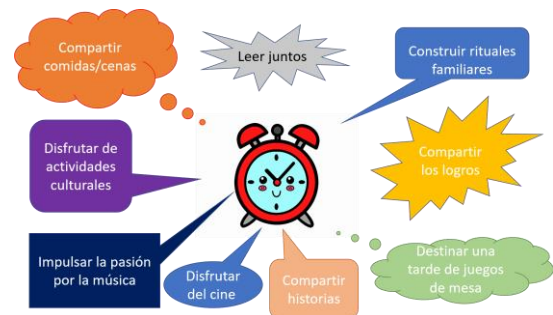 Compartir
comidas/cenas
Leer juntos
Construir rituales
familiares
Disfrutar de
actividades
culturales
Compartir
los logros
Impulsar la pasión
por la música
Disfrutar
del cine
Compartir
historias
Destinar una
tarde de juegos
de mesa